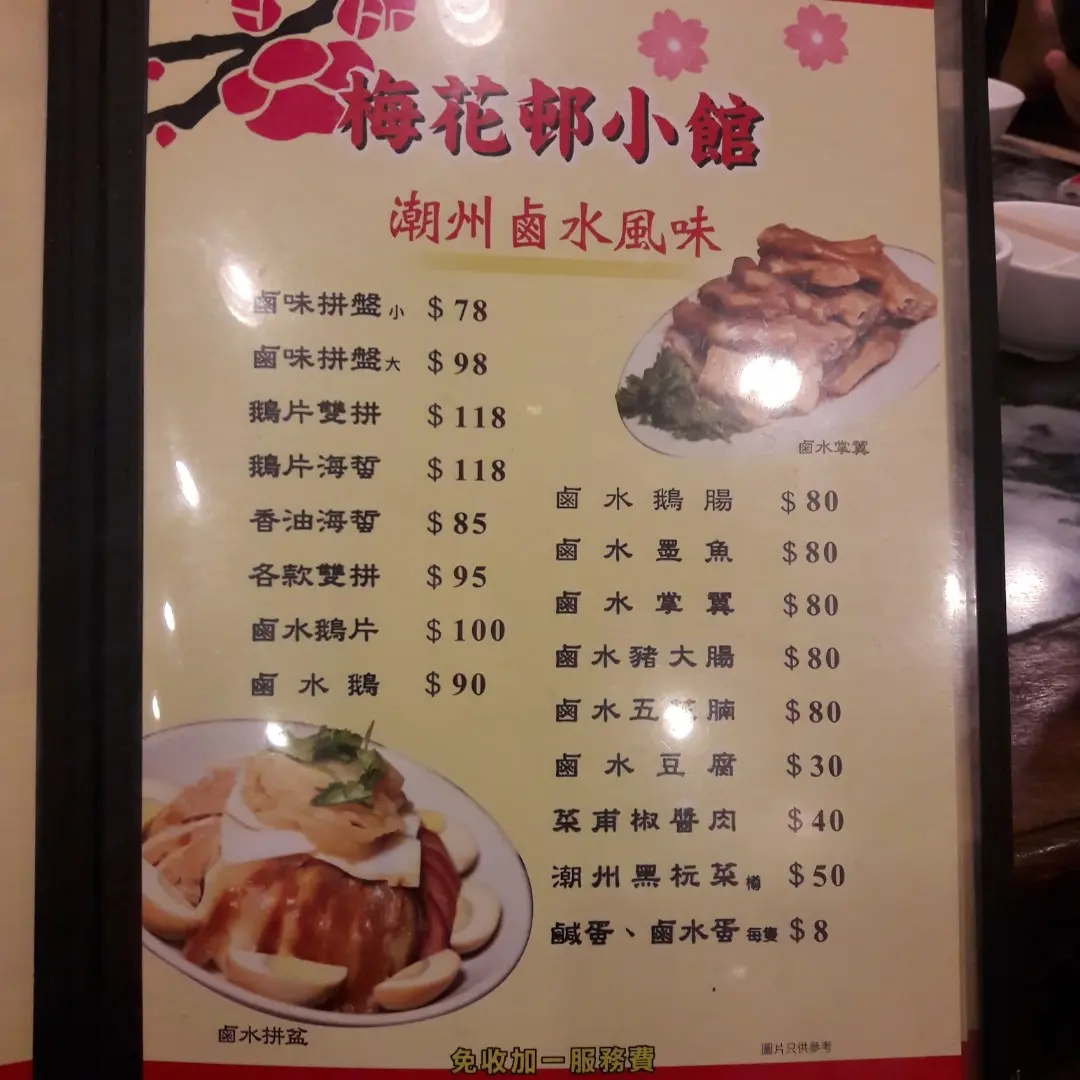 梅花邨小館
潮州鹵水風味
鹵味拼盤小 $78
鹵味拼盤大 $98
鵝片雙拼 $118
鵝片海蜇 $118
香油海蜇 $85
各款雙拼 $95
鹵水鵝片 $100
鹵水鵝 $90
鹵水掌翼
鹵水鵝腸 $80
鹵水墨魚 $80
鹵水掌翼 $80
鹵水豬大腸 $80
鹵水五花腩 $80
鹵水豆腐 $30
菜甫椒醬肉 $40
潮州黑杬菜樽 $50
鹹蛋、鹵水蛋每隻 $8
鹵水拼盆
免收加一服務費
圖片只供參考